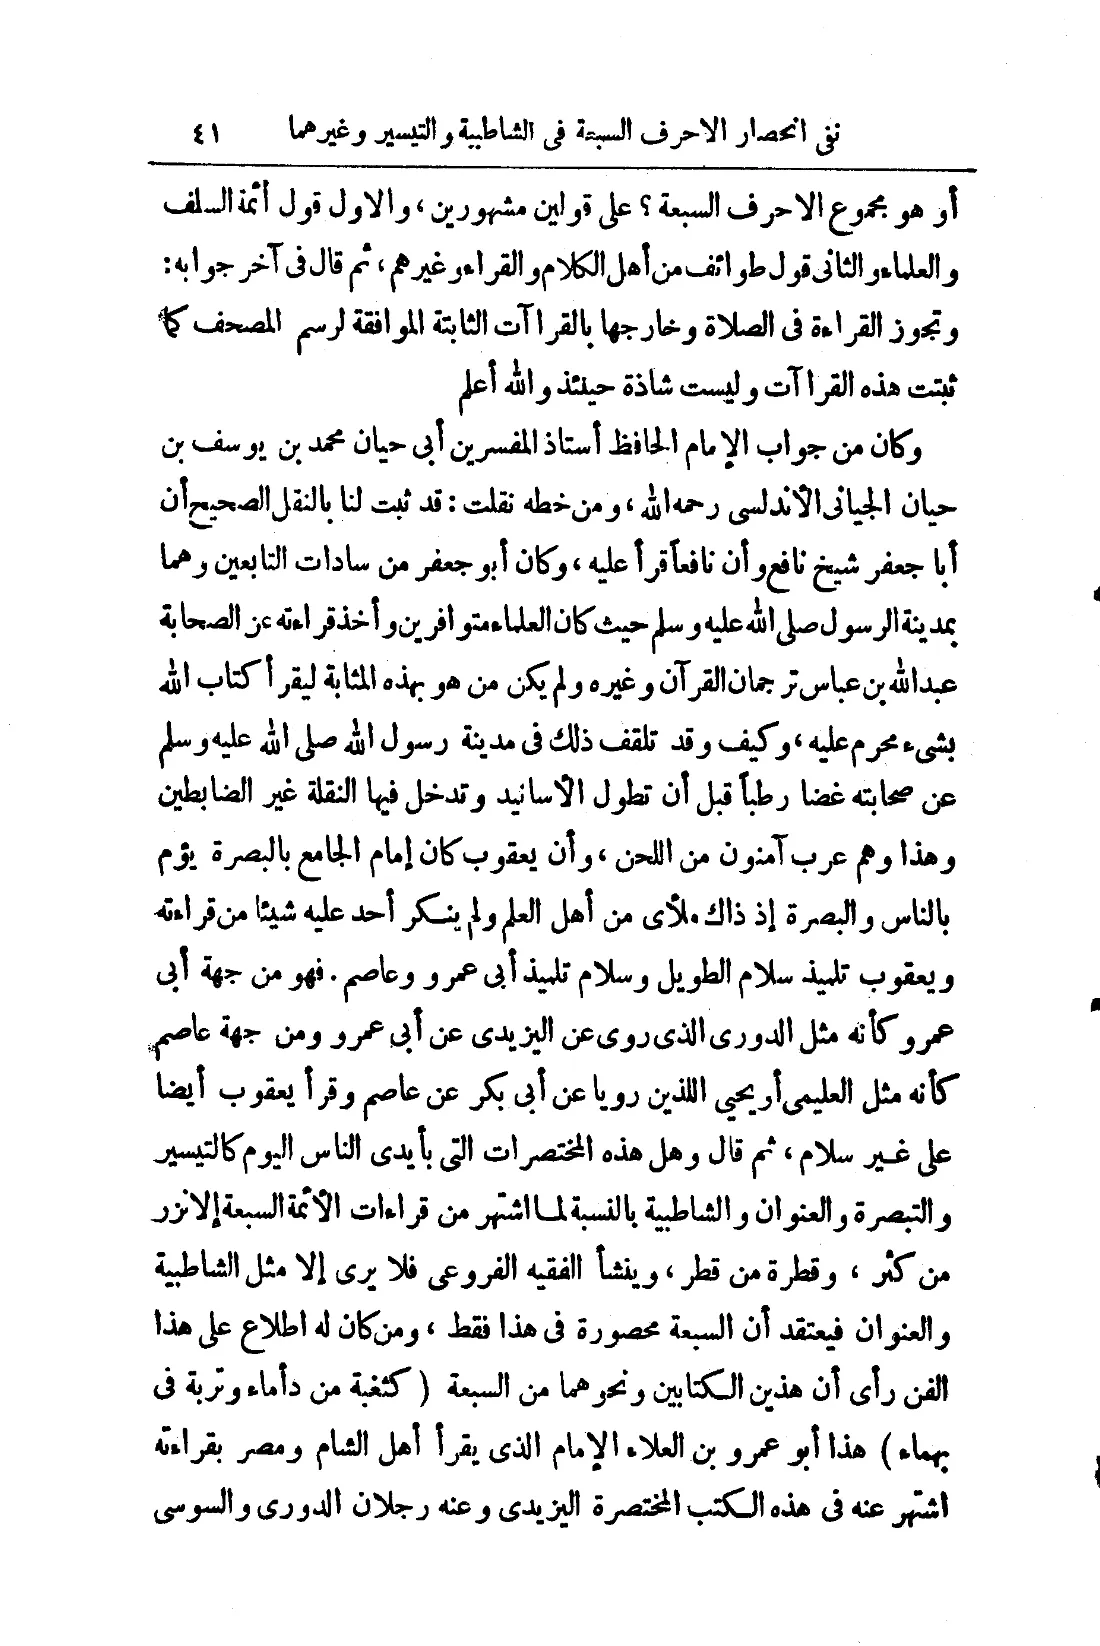 نفى انحصار الاحرف السبعة فى الشاطبية والتيسير وغيرهما ٤١
أو هو مجموع الاحرف السبعة ؟ على قولين مشهورين ، والاول قول أئمة السلف
والعلماء والثانى قول طوائف من أهل الكلام والقراء وغيرهم ، ثم قال فى آخر جوابه :
وتجوز القراءة فى الصلاة وخارجها بالقراآت الثابتة الموافقة لرسم المصحف كما
ثبتت هذه القراآت وليست شاذة حينئذ والله أعلم
وكان من جواب الإمام الحافظ أستاذ المفسرين أبى حيان محمد بن يوسف بن
حيان الجيانى الأندلسى رحمه الله ، ومن خطه نقلت : قد ثبت لنا بالنقل الصحيح أن
أبا جعفر شيخ نافع وأن نافعاً قرأ عليه ، وكان أبو جعفر من سادات التابعين وهما
بمدينة الرسول صلى الله عليه وسلم حيث كان العلماء متوافرين وأخذ قراءته عن الصحابة
عبدالله بن عباس ترجمان القرآن وغيره ولم يكن من هو بهذه المثابة ليقرأ كتاب الله
بشىء محرم عليه ، وكيف وقد تلقف ذلك فى مدينة رسول الله صلى الله عليه وسلم
عن صحابته غضا رطباً قبل أن تطول الأسانيد وتدخل فيها النقلة غير الضابطين
وهذا وهم عرب آمنون من اللحن ، وأن يعقوب كان إمام الجامع بالبصرة يؤم
بالناس والبصرة إذ ذاك ملأى من أهل العلم ولم ينكر أحد عليه شيئا من قراءته
ويعقوب تلميذ سلام الطويل وسلام تلميذ أبى عمرو وعاصم . فهو من جهة أبى
عمرو كأنه مثل الدورى الذى روى عن اليزيدى عن أبى عمرو ومن جهة عاصم
كأنه مثل العليمى أو يحيى اللذين رويا عن أبى بكر عن عاصم وقرأ يعقوب أيضا
على غير سلام ، ثم قال وهل هذه المختصرات التى بأيدى الناس اليوم كالتيسير
والتبصرة والعنوان والشاطبية بالنسبة لما اشتهر من قراءات الأئمة السبعة إلا نزر
من كثر ، وقطرة من قطر ، وينشأ الفقيه الفروعى فلا يرى إلا مثل الشاطبية
والعنوان فيعتقد أن السبعة محصورة فى هذا فقط ، ومن كان له اطلاع على هذا
الفن رأى أن هذين الكتابين ونحوهما من السبعة ( كثغبة من دأماء وتربة فى
بهماء ) هذا أبو عمرو بن العلاء الإمام الذى يقرأ أهل الشام ومصر بقراءته
اشتهر عنه فى هذه الكتب المختصرة اليزيدى وعنه رجلان الدورى والسوسى